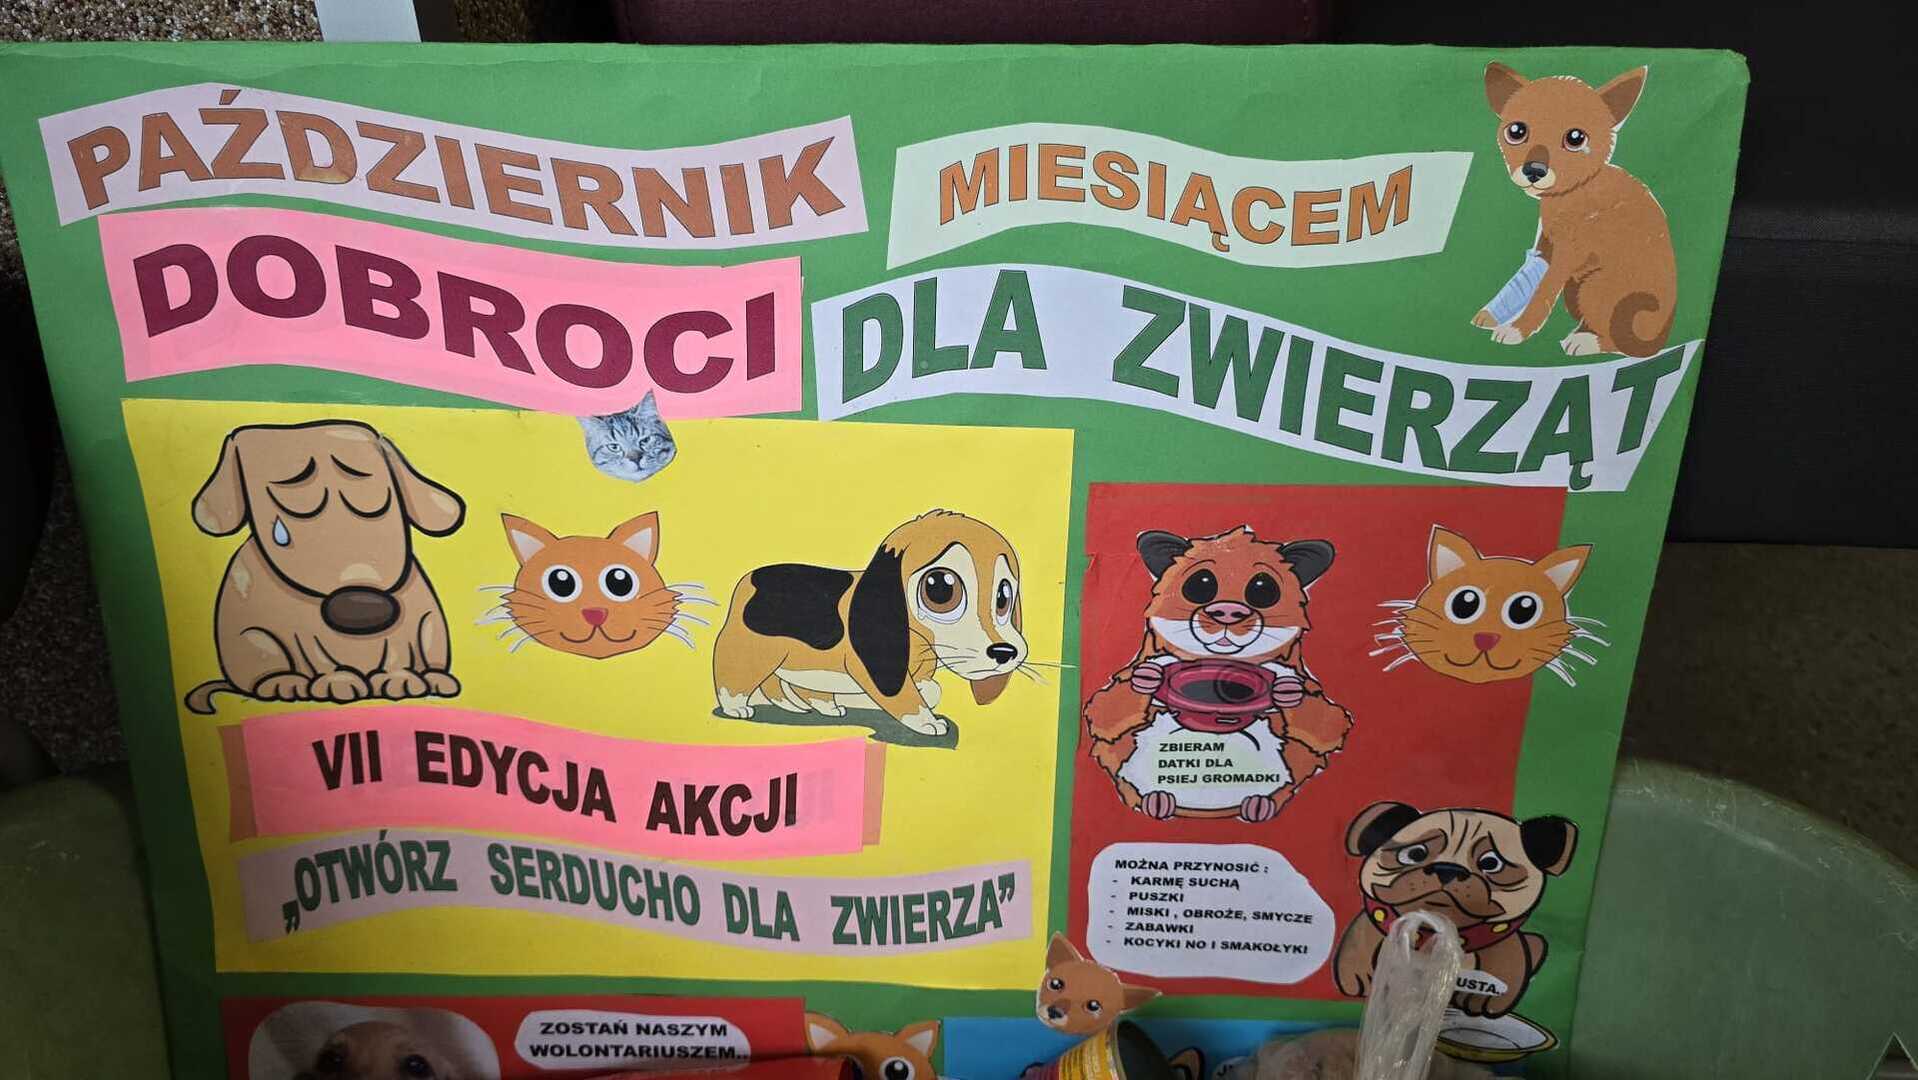 PAŹDZIERNIK MIESIĄCEM
DOBROCI DLA ZWIERZĄT
VII EDYCJA AKCJI
„OTWÓRZ SERDUCHO DLA ZWIERZA”
ZBIERAM
DATKI DLA
PSIEJ GROMADKI
MOŻNA PRZYNOSIĆ :
- KARMĘ SUCHĄ
- PUSZKI
- MISKI , OBROŻE, SMYCZE
- ZABAWKI
- KOCYKI NO I SMAKOŁYKI
ZOSTAŃ NASZYM
WOLONTARIUSZEM..